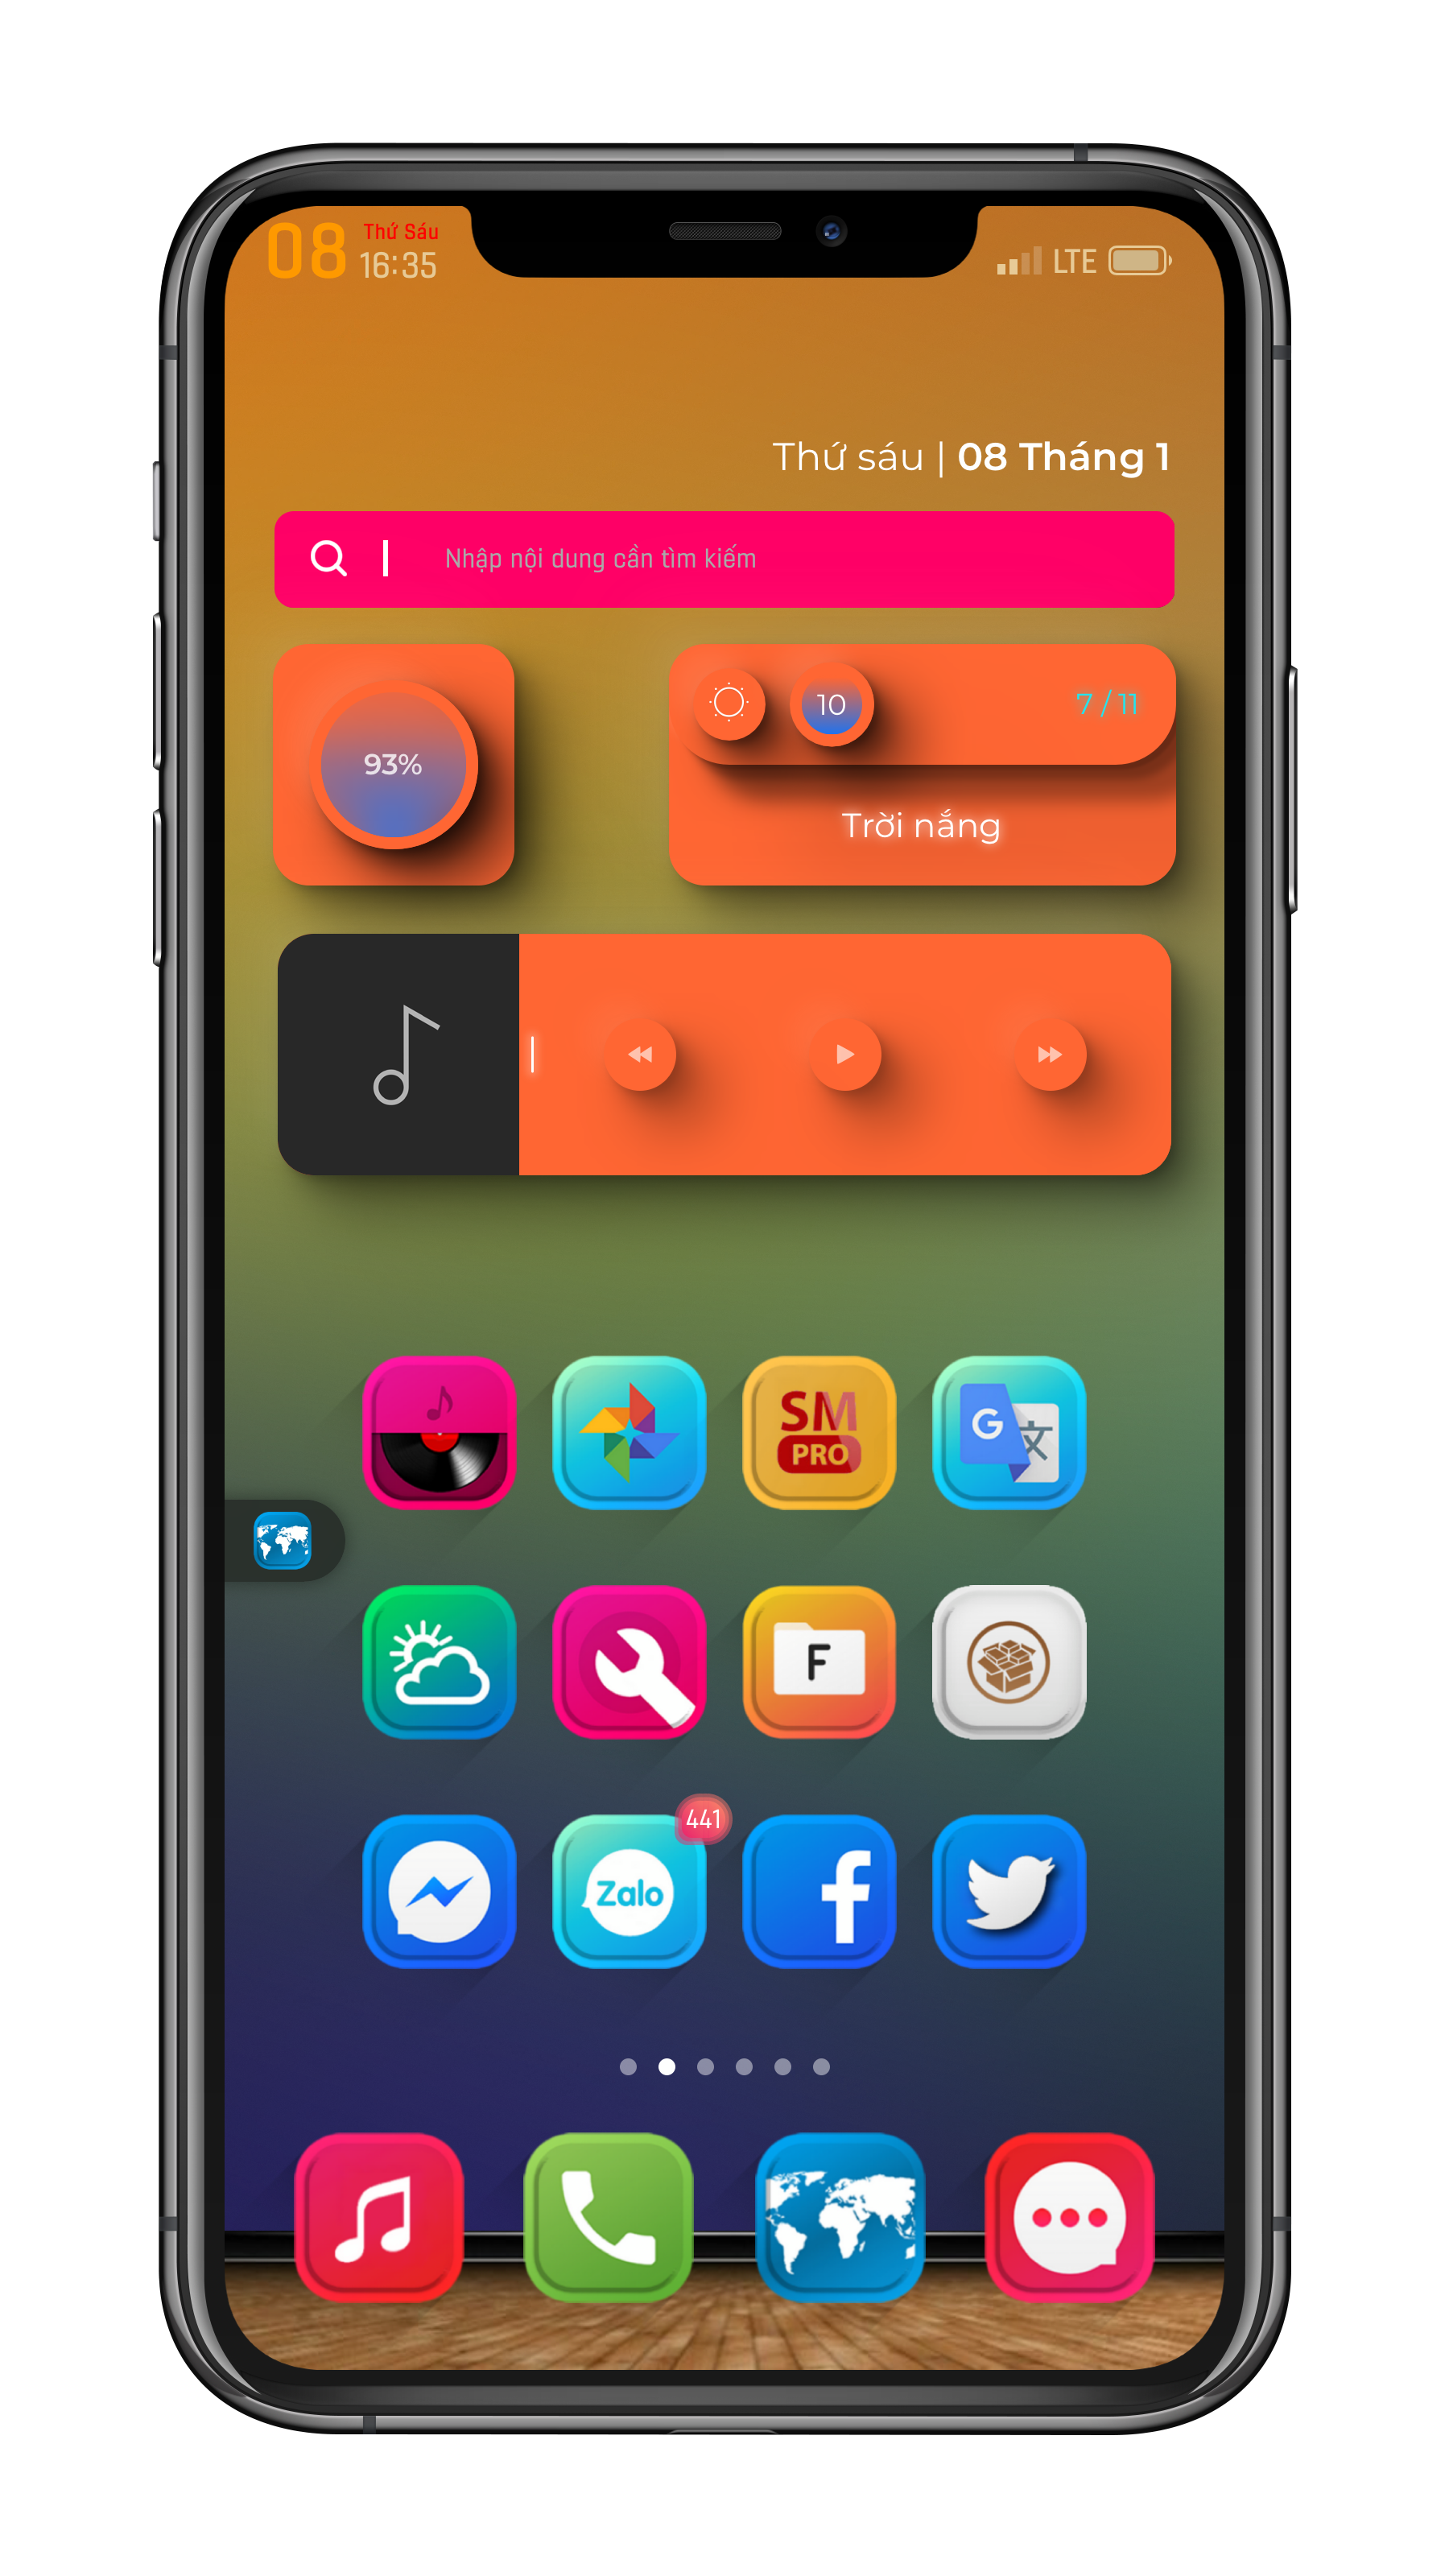 08
Thứ Sáu
16:35
LTE
Thứ sáu | 08 Tháng 1
Nhập nội dung cần tìm kiếm
93%
10
7 / 11
Trời nắng
SM
PRO
G
文
F
441
Zalo
f